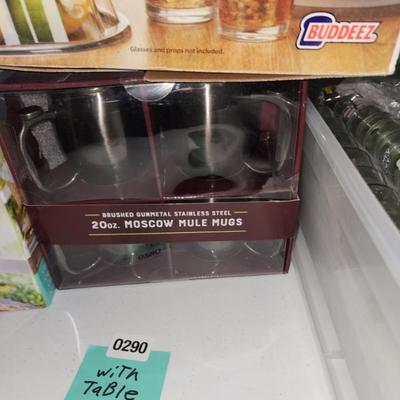 Glasses and props not included.
BUDDEEZ
BRUSHED GUNMETAL STAINLESS STEEL
20oz. MOSCOW MULE MUGS
0290
WITH
TABLE